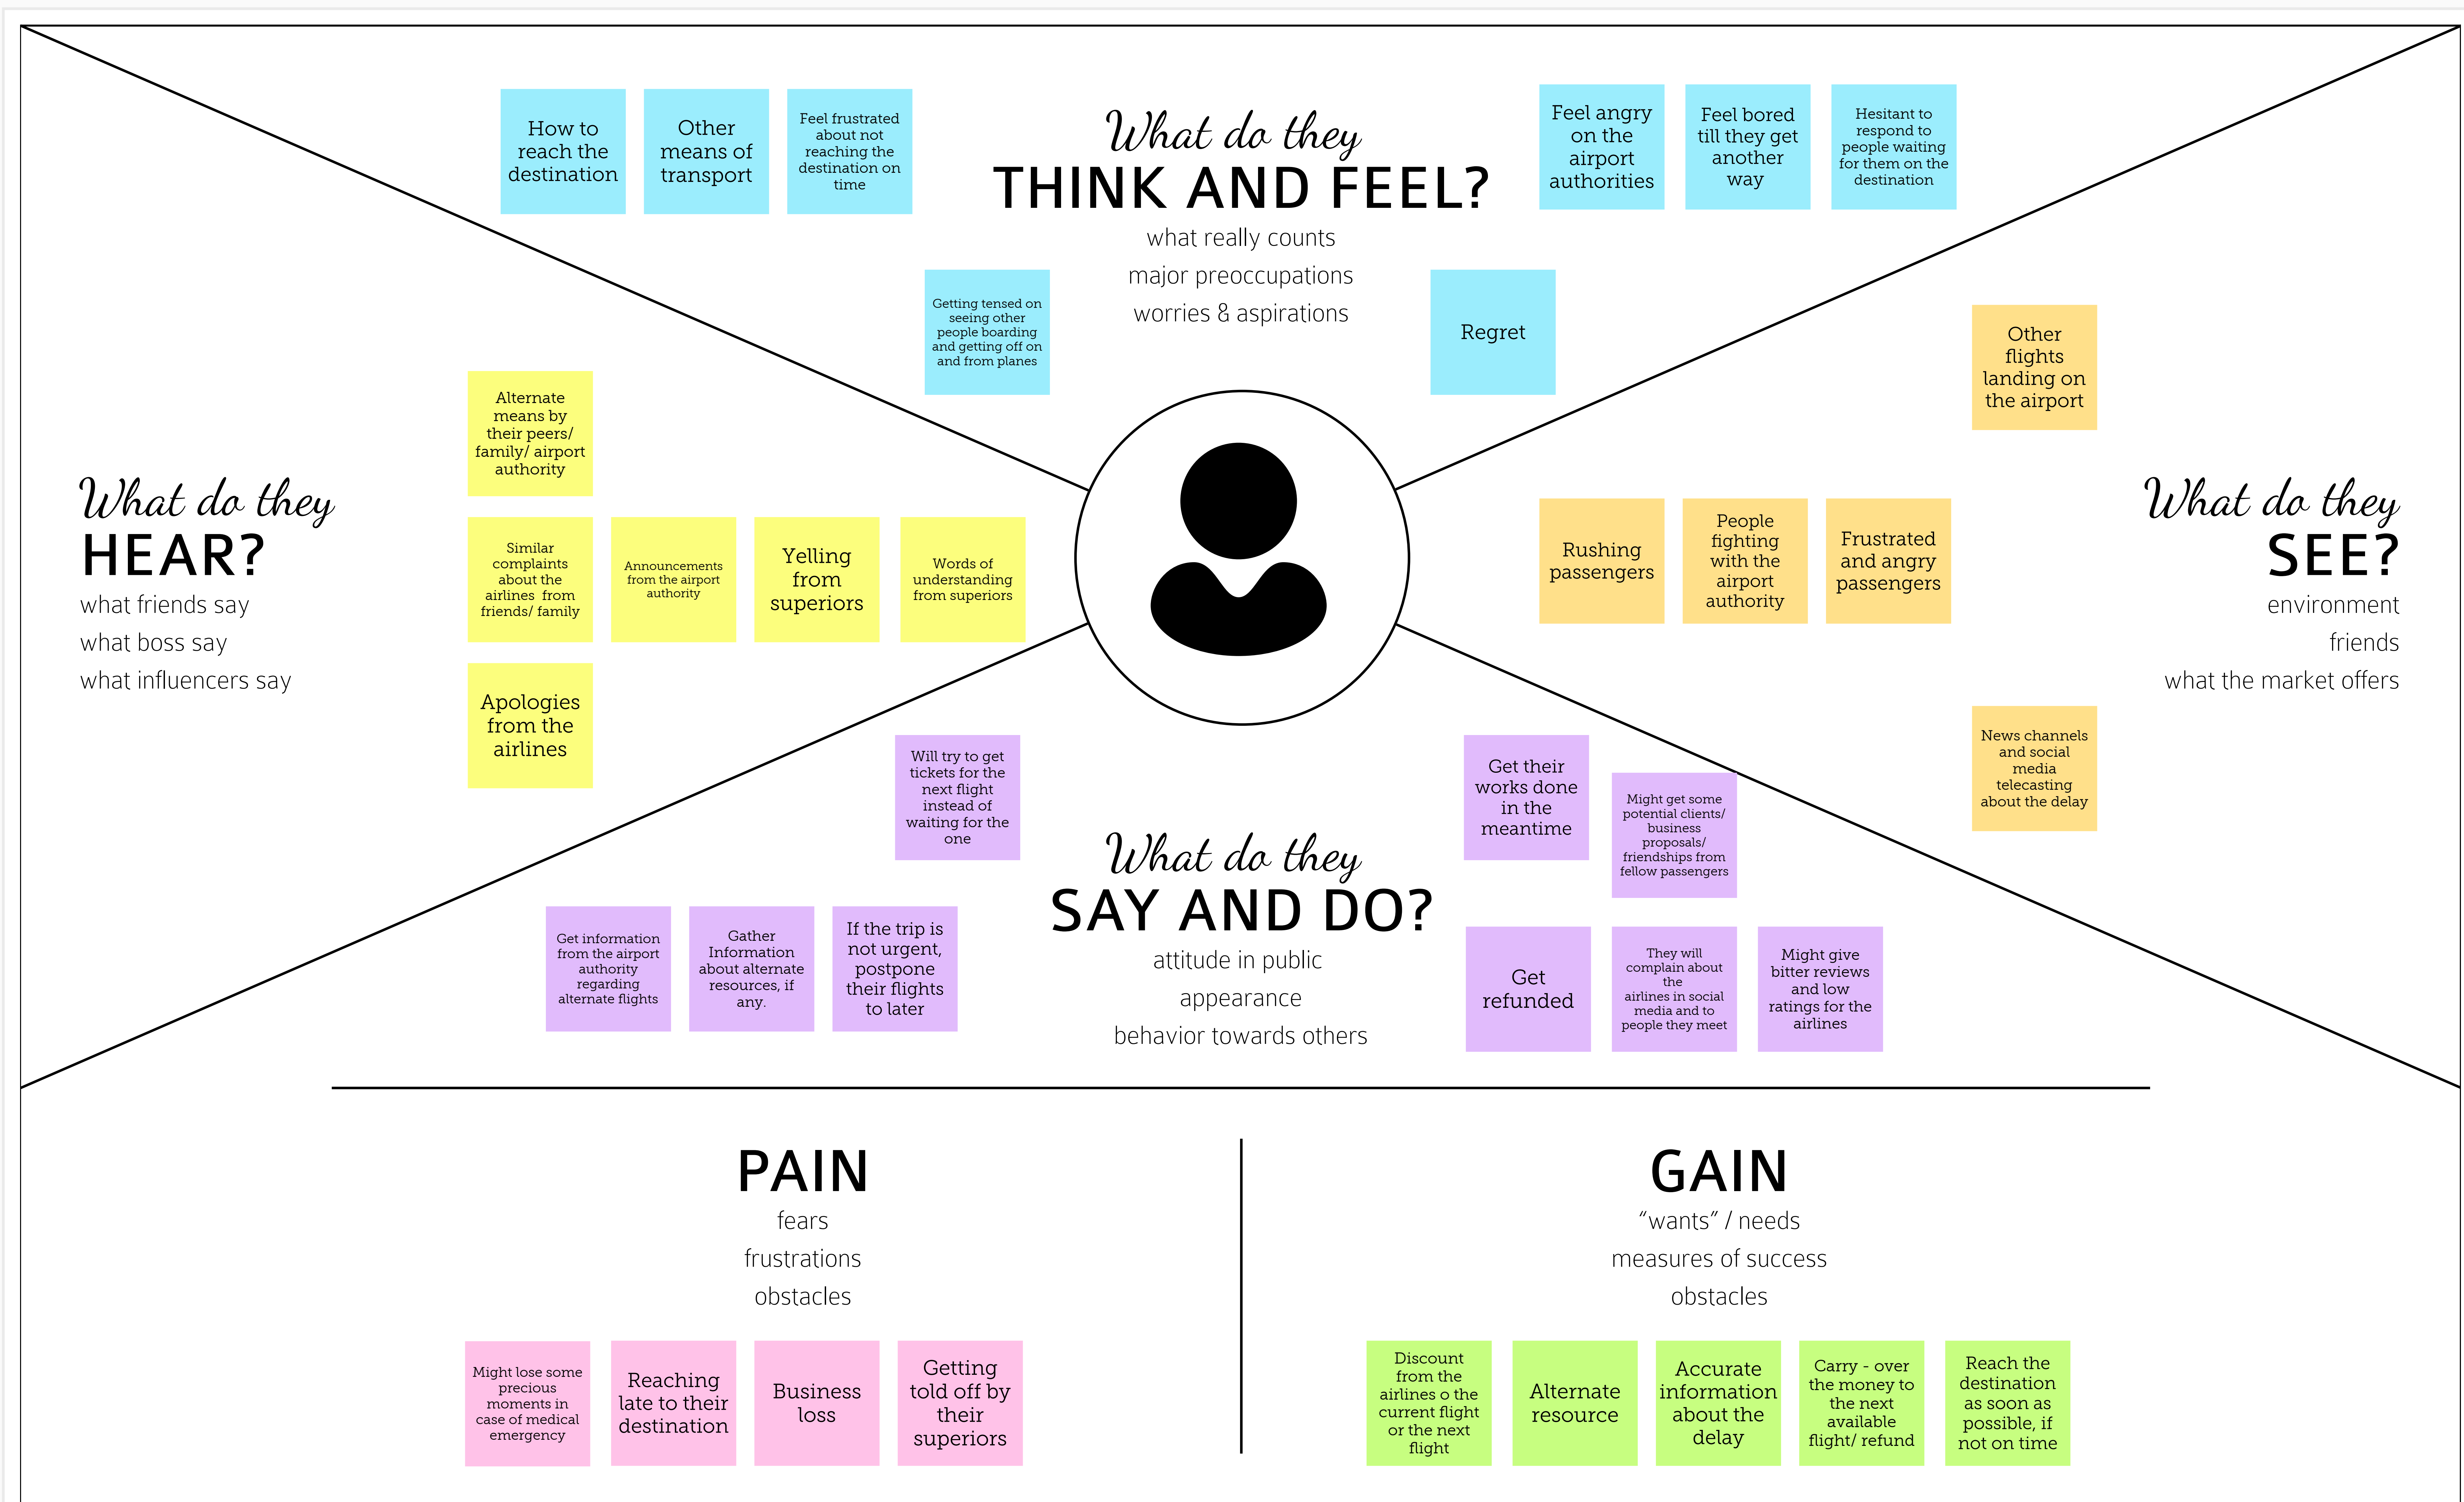 What do they
THINK AND FEEL?
what really counts
major preoccupations
worries & aspirations
How to
reach the
destination
Other
means of
transport
Feel frustrated
about not
reaching the
destination on
time
Getting tensed on
seeing other
people boarding
and getting off on
and from planes
Feel angry
on the
airport
authorities
Feel bored
till they get
another
way
Hesitant to
respond to
people waiting
for them on the
destination
Regret
What do they
HEAR?
what friends say
what boss say
what influencers say
Alternate
means by
their peers/
family/ airport
authority
Similar
complaints
about the
airlines from
friends/ family
Announcements
from the airport
authority
Yelling
from
superiors
Words of
understanding
from superiors
Apologies
from the
airlines
What do they
SEE?
environment
friends
what the market offers
Other
flights
landing on
the airport
Rushing
passengers
People
fighting
with the
airport
authority
Frustrated
and angry
passengers
News channels
and social
media
telecasting
about the delay
What do they
SAY AND DO?
attitude in public
appearance
behavior towards others
Will try to get
tickets for the
next flight
instead of
waiting for the
one
Get information
from the airport
authority
regarding
alternate flights
Gather
Information
about alternate
resources, if
any.
If the trip is
not urgent,
postpone
their flights
to later
Get their
works done
in the
meantime
Might get some
potential clients/
business
proposals/
friendships from
fellow passengers
Get
refunded
They will
complain about
the
airlines in social
media and to
people they meet
Might give
bitter reviews
and low
ratings for the
airlines
PAIN
fears
frustrations
obstacles
Might lose some
precious
moments in
case of medical
emergency
Reaching
late to their
destination
Business
loss
Getting
told off by
their
superiors
GAIN
“wants” / needs
measures of success
obstacles
Discount
from the
airlines o the
current flight
or the next
flight
Alternate
resource
Accurate
information
about the
delay
Carry - over
the money to
the next
available
flight/ refund
Reach the
destination
as soon as
possible, if
not on time